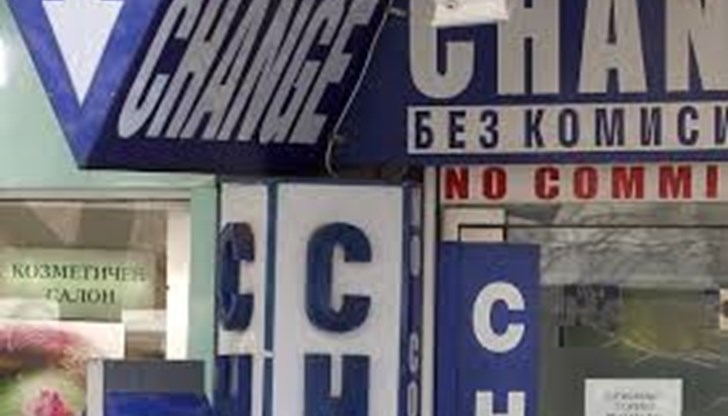 CHANGE
CHAN
БЕЗ КОМИСИ
NO COMMI
КОЗМЕТИЧЕН
САЛОН
C
H
C
H
C
H